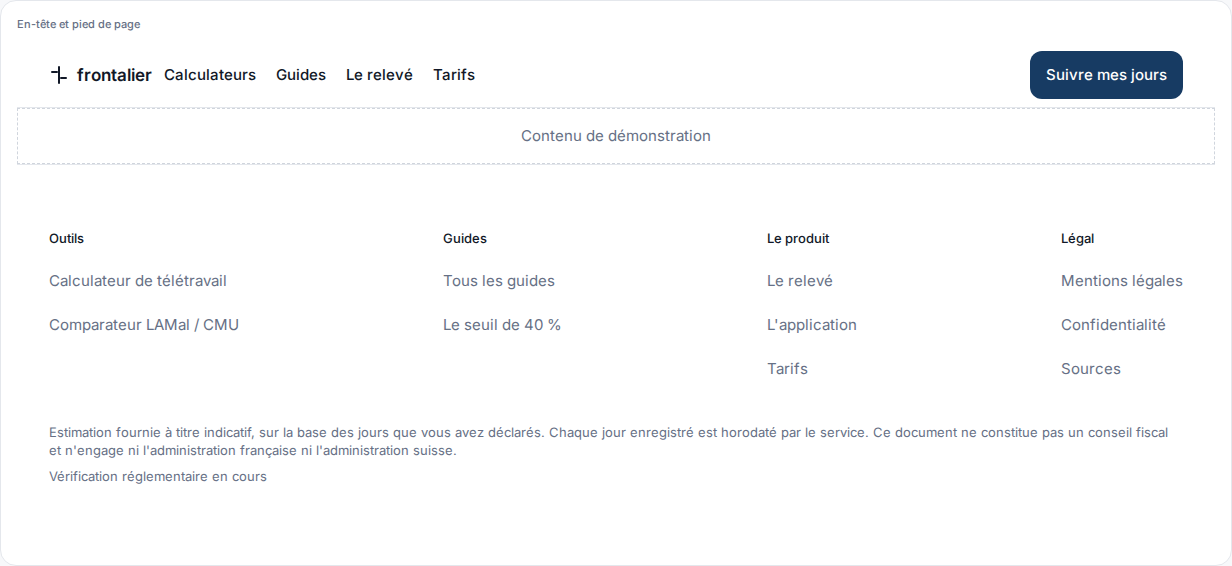 En-tête et pied de page
frontalier Calculateurs Guides Le relevé Tarifs Suivre mes jours
Contenu de démonstration
Outils
Calculateur de télétravail
Comparateur LAMal / CMU
Guides
Tous les guides
Le seuil de 40 %
Le produit
Le relevé
L'application
Tarifs
Légal
Mentions légales
Confidentialité
Sources
Estimation fournie à titre indicatif, sur la base des jours que vous avez déclarés. Chaque jour enregistré est horodaté par le service. Ce document ne constitue pas un conseil fiscal
et n'engage ni l'administration française ni l'administration suisse.
Vérification réglementaire en cours